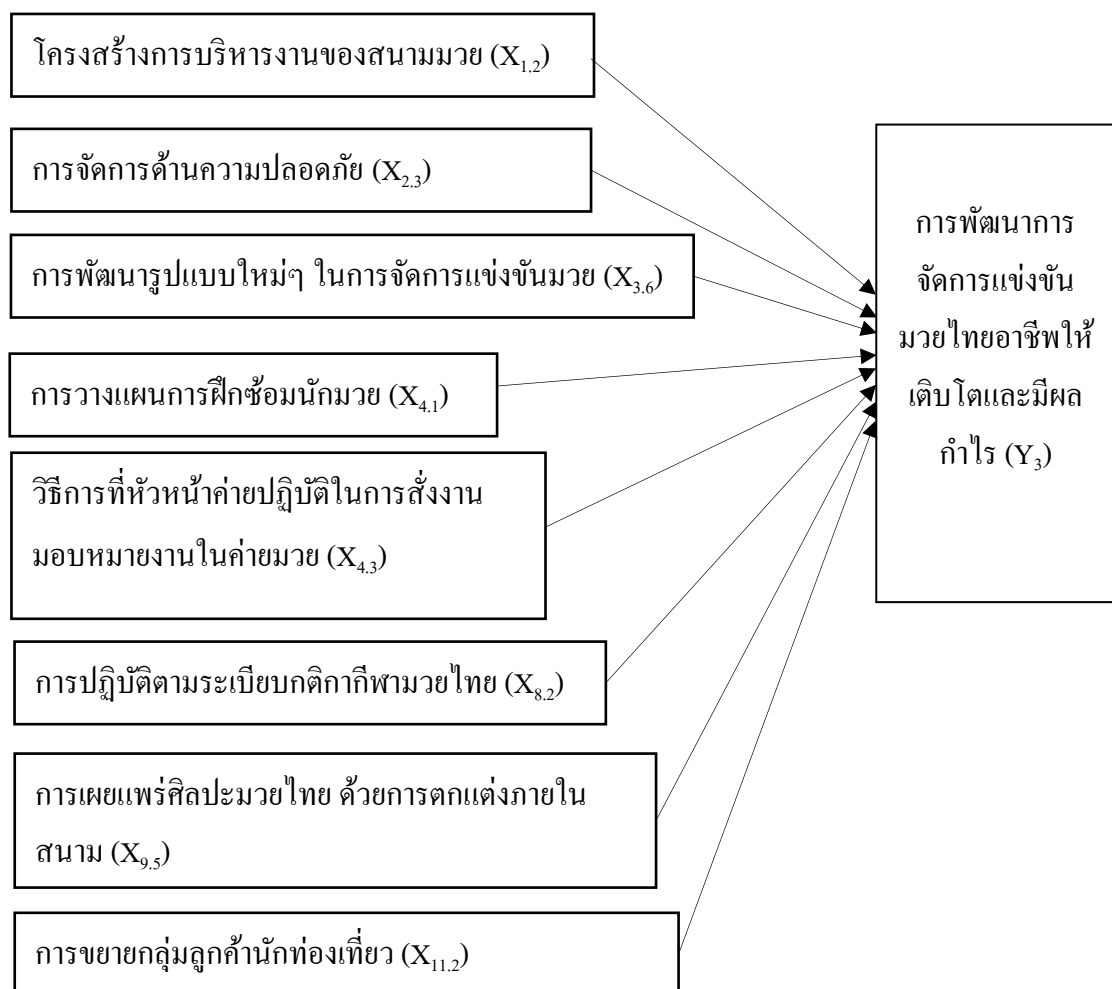 โครงสร้างการบริหารงานของสนามมวย (X1.2)
การจัดการด้านความปลอดภัย (X2.3)
การพัฒนารูปแบบใหม่ๆ ในการจัดการแข่งขันมวย (X3.6)
การวางแผนการฝึกซ้อมนักมวย (X4.1)
วิธีการที่หัวหน้าค่ายปฏิบัติในการสั่งงาน
มอบหมายงานในค่ายมวย (X4.3)
การปฏิบัติตามระเบียบกติกากีฬามวยไทย (X8.2)
การเผยแพร่ศิลปะมวยไทย ด้วยการตกแต่งภายใน
สนาม (X9.5)
การขยายกลุ่มลูกค้านักท่องเที่ยว (X11.2)
การพัฒนาการ
จัดการแข่งขัน
มวยไทยอาชีพให้
เติบโตและมีผล
กำไร (Y3)